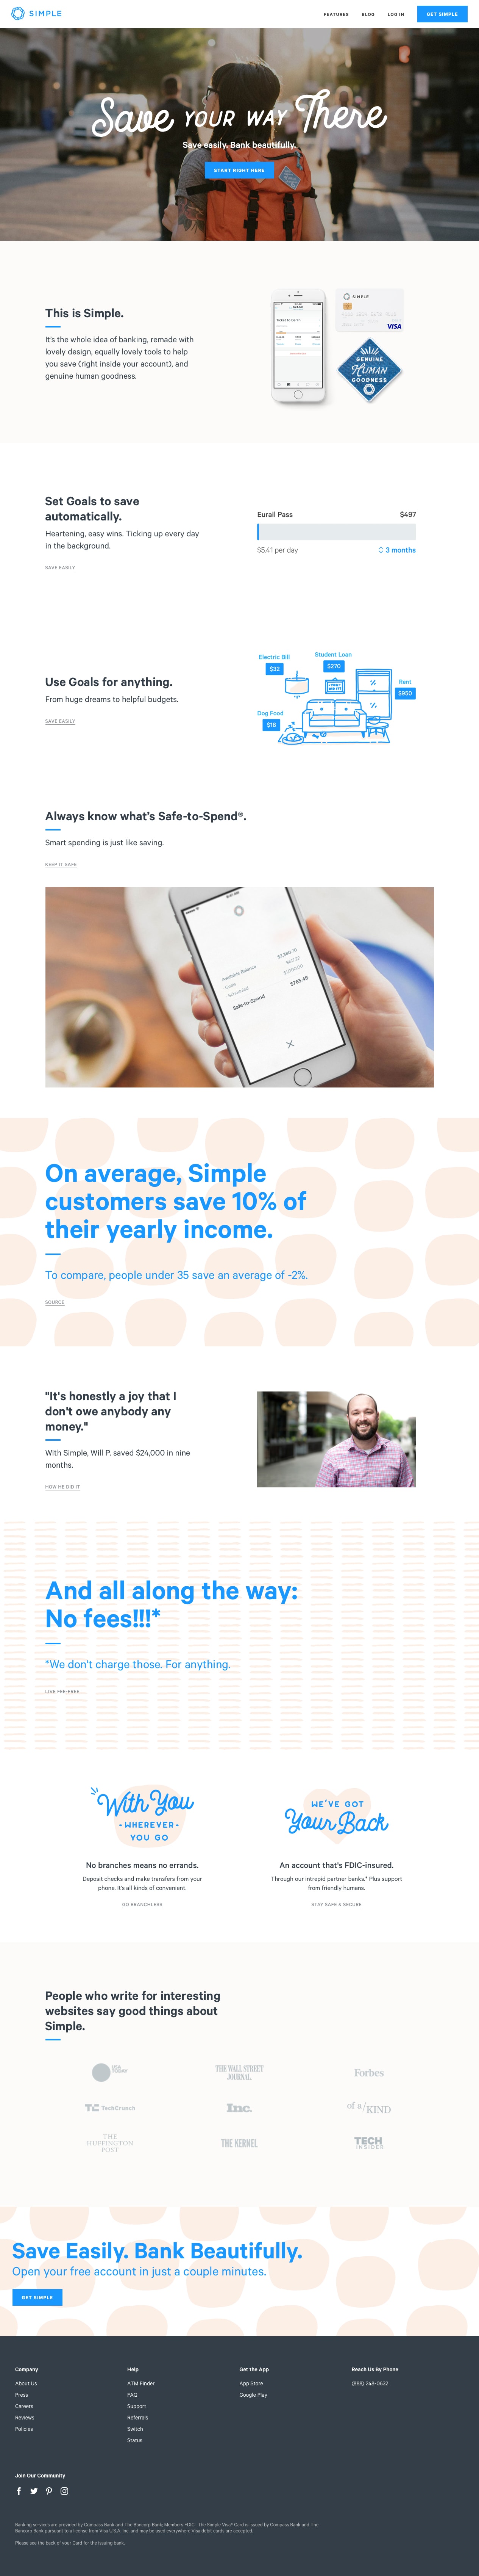 SIMPLE
FEATURES
BLOG
LOG IN
GET SIMPLE
Save YOUR WAY There
Save easily. Bank beautifully.
START RIGHT HERE
This is Simple.
It's the whole idea of banking, remade with
lovely design, equally lovely tools to help
you save (right inside your account), and
genuine human goodness.
SIMPLE
VISA
GENUINE
HUMAN
GOODNESS
Set Goals to save
automatically.
Heartening, easy wins. Ticking up every day
in the background.
SAVE EASILY
Eurail Pass
$497
$5.41 per day
3 months
Use Goals for anything.
From huge dreams to helpful budgets.
SAVE EASILY
Electric Bill
$32
Student Loan
$270
Rent
$950
Dog Food
$18
Always know what's Safe-to-Spend®.
Smart spending is just like saving.
KEEP IT SAFE
Available Balance
Scheduled
Goals
Safe-to-Spend
$763.48
On average, Simple
customers save 10% of
their yearly income.
To compare, people under 35 save an average of -2%.
SOURCE
"It's honestly a joy that I
don't owe anybody any
money."
With Simple, Will P. saved $24,000 in nine
months.
HOW HE DID IT
And all along the way:
No fees!!!*
*We don't charge those. For anything.
LIVE FEE-FREE
With You
WHEREVER
YOU GO
No branches means no errands.
Deposit checks and make transfers from your
phone. It's all kinds of convenient.
GO BRANCHLESS
WE'VE GOT
Your Back
An account that's FDIC-insured.
Through our intrepid partner banks.* Plus support
from friendly humans.
STAY SAFE & SECURE
People who write for interesting
websites say good things about
Simple.
USA
TODAY
THE WALL STREET
JOURNAL.
Forbes
TC TechCrunch
Inc.
of a/KIND
THE
HUFFINGTON
POST
THE KERNEL
TECH
INSIDER
Save Easily. Bank Beautifully.
Open your free account in just a couple minutes.
GET SIMPLE
Company
About Us
Press
Careers
Reviews
Policies
Help
ATM Finder
FAQ
Support
Referrals
Switch
Status
Get the App
App Store
Google Play
Reach Us By Phone
(888) 248-0632
Join Our Community
Banking services are provided by Compass Bank and The Bancorp Bank; Members FDIC. The Simple Visa® Card is issued by Compass Bank and The
Bancorp Bank pursuant to a license from Visa U.S.A. Inc. and may be used everywhere Visa debit cards are accepted.
Please see the back of your Card for the issuing bank.